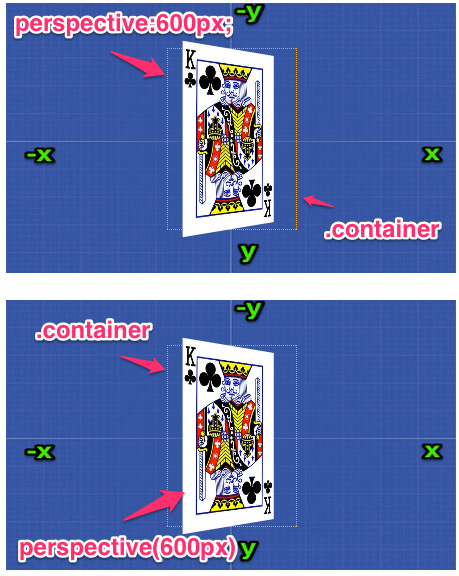 -y
perspective:600px;
K
-x
x
.container
K
y
-y
.container
K
-x
x
K
perspective(600px)
y